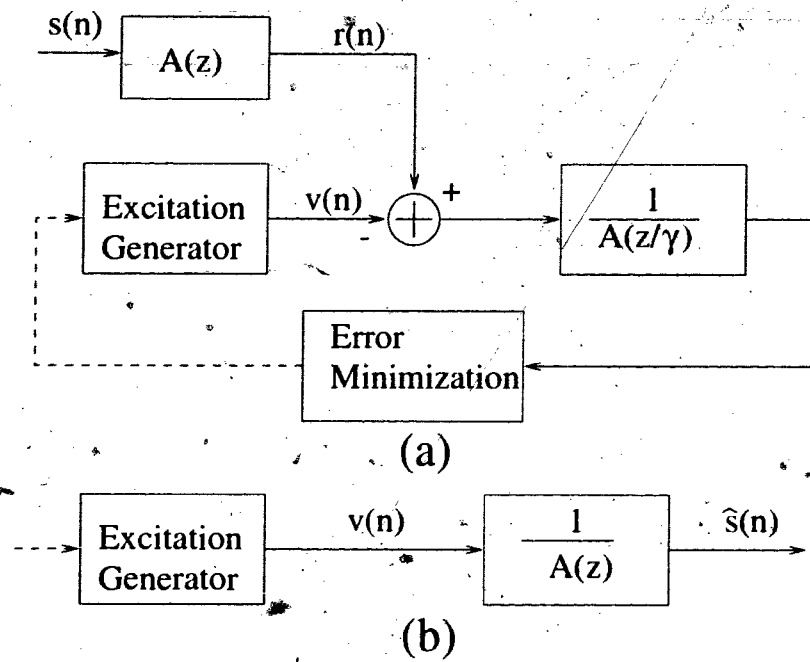 s(n)
A(z)
r(n)
Excitation
Generator
v(n)
+
-
1
A(z/γ)
Error
Minimization
(a)
Excitation
Generator
v(n)
1
A(z)
ŝ(n)
(b)